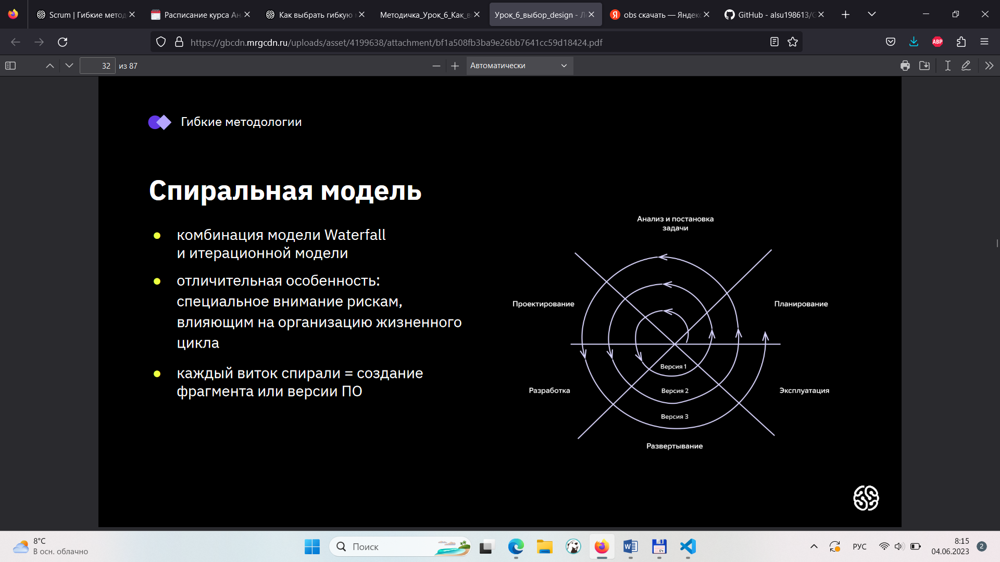 Scrum | Гибкие метод
Расписание курса Ан
Как выбрать гибкую
Методичка_Урок_6_Как_в
Урок_6_выбор_design -
obs скачать — Яндекс
GitHub - alsu198613/G
https://gbcdn.mrgcdn.ru/uploads/asset/4199638/attachment/bf1a508fb3ba9e26bb7641cc59d18424.pdf
ABP
32 из 87
Автоматически
Гибкие методологии
Спиральная модель
комбинация модели Waterfall
и итерационной модели
отличительная особенность:
специальное внимание рискам,
влияющим на организацию жизненного
цикла
каждый виток спирали = создание
фрагмента или версии ПО
Анализ и постановка
задачи
Проектирование
Планирование
Версия 1
Разработка
Версия 2
Эксплуатация
Версия 3
Развертывание
8°C
В осн. облачно
Поиск
64
РУС
8:15
04.06.2023
2